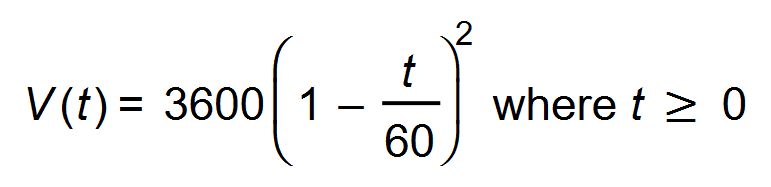 V(t) = 3600(1 − t/60)² where t ≥ 0